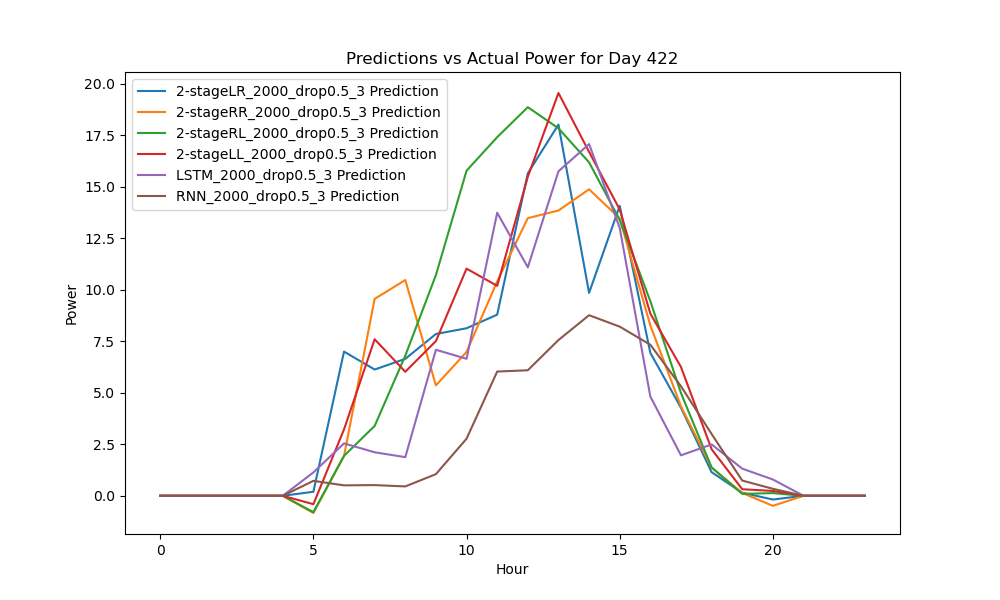 Predictions vs Actual Power for Day 422
20.0
17.5
15.0
12.5
10.0
7.5
5.0
2.5
0.0
Power
2-stageLR_2000_drop0.5_3 Prediction
2-stageRR_2000_drop0.5_3 Prediction
2-stageRL_2000_drop0.5_3 Prediction
2-stageLL_2000_drop0.5_3 Prediction
LSTM_2000_drop0.5_3 Prediction
RNN_2000_drop0.5_3 Prediction
0 5 10 15 20
Hour